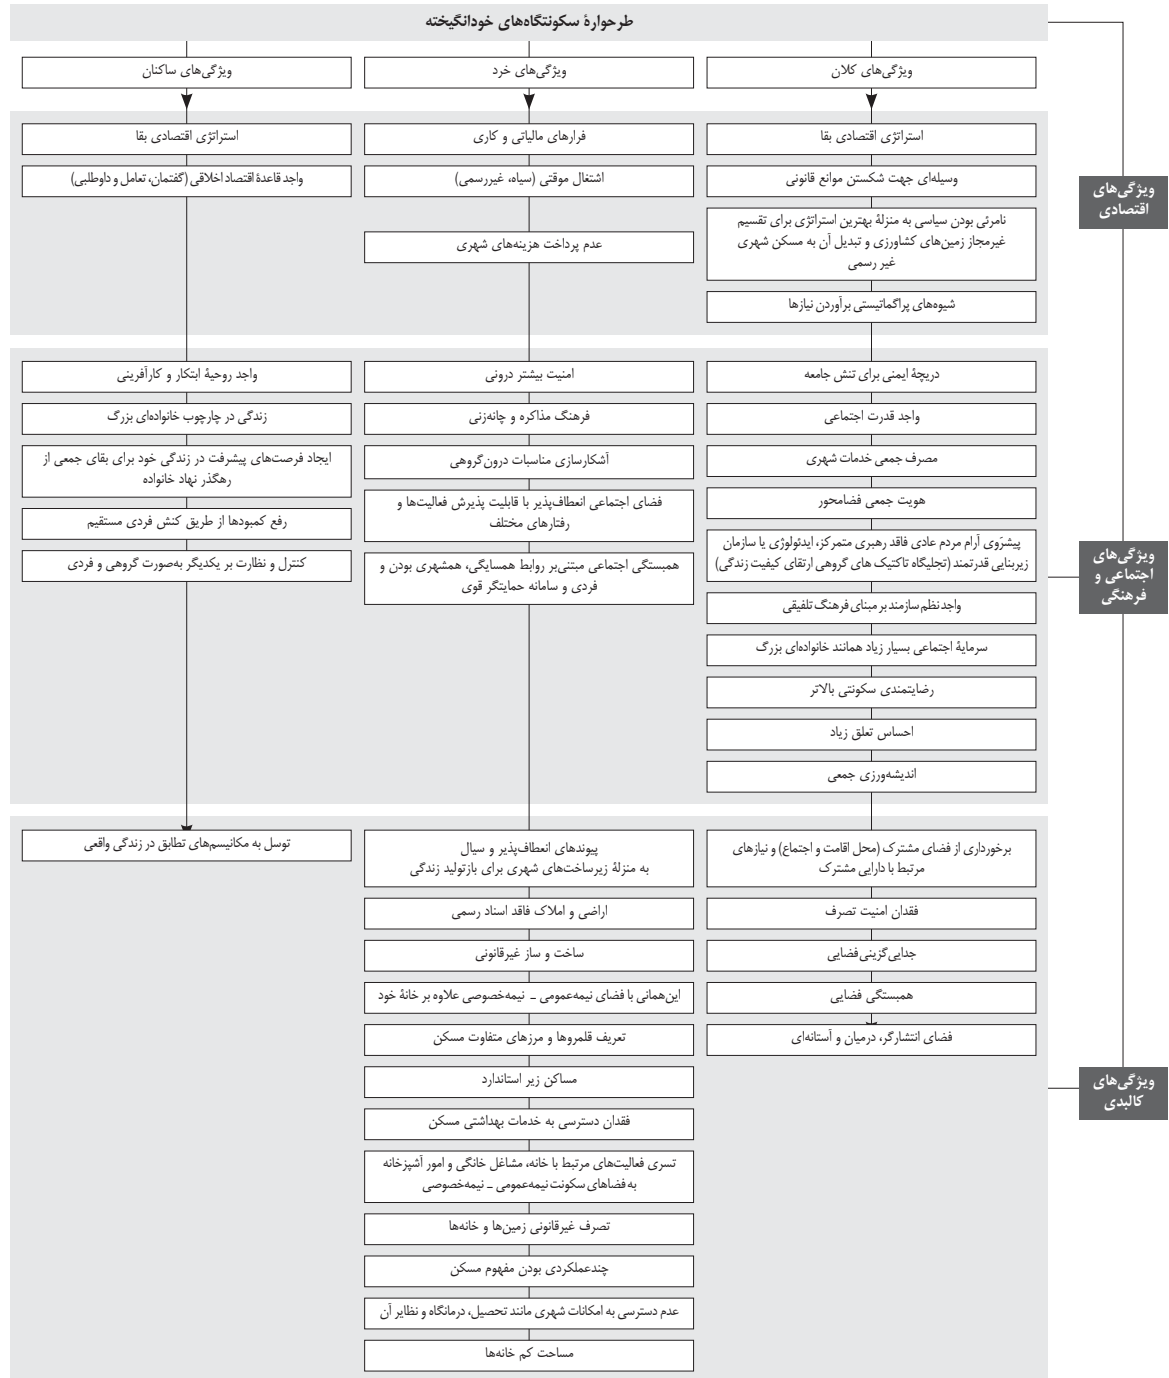 طرحوارهٔ سکونتگاه‌های خودانگیخته
ویژگی‌های کلان
ویژگی‌های خرد
ویژگی‌های ساکنان
ویژگی‌های
اقتصادی
استراتژی اقتصادی بقا
وسیله‌ای جهت شکستن موانع قانونی
نامرئی بودن سیاسی به منزلهٔ بهترین استراتژی برای تقسیم
غیرمجاز زمین‌های کشاورزی و تبدیل آن به مسکن شهری
غیر رسمی
شیوه‌های پراگماتیستی برآوردن نیازها
فرارهای مالیاتی و کاری
اشتغال موقتی (سیاه، غیررسمی)
عدم پرداخت هزینه‌های شهری
استراتژی اقتصادی بقا
واجد قاعدهٔ اقتصاد اخلاقی (گفتمان، تعامل و داوطلبی)
ویژگی‌های
اجتماعی و
فرهنگی
دریچهٔ ایمنی برای تنش جامعه
واجد قدرت اجتماعی
مصرف جمعی خدمات شهری
هویت جمعی فضامحور
پیشرَوی آرام مردم عادی فاقد رهبری متمرکز، ایدئولوژی یا سازمان
زیربنایی قدرتمند (تجلیگاه تاکتیک های گروهی ارتقای کیفیت زندگی)
واجد نظم سازمند بر مبنای فرهنگ تلفیقی
سرمایهٔ اجتماعی بسیار زیاد همانند خانواده‌ای بزرگ
رضایتمندی سکونتی بالاتر
احساس تعلق زیاد
اندیشه‌ورزی جمعی
امنیت بیشتر درونی
فرهنگ مذاکره و چانه‌زنی
آشکارسازی مناسبات درون‌گروهی
فضای اجتماعی انعطاف‌پذیر با قابلیت پذیرش فعالیت‌ها و
رفتارهای مختلف
همبستگی اجتماعی مبتنی‌بر روابط همسایگی، همشهری بودن و
فردی و سامانه حمایتگر قوی
واجد روحیهٔ ابتکار و کارآفرینی
زندگی در چارچوب خانواده‌ای بزرگ
ایجاد فرصت‌های پیشرفت در زندگی خود برای بقای جمعی از
رهگذر نهاد خانواده
رفع کمبودها از طریق کنش فردی مستقیم
کنترل و نظارت بر یکدیگر به‌صورت گروهی و فردی
ویژگی‌های
کالبدی
برخورداری از فضای مشترک (محل اقامت و اجتماع) و نیازهای
مرتبط با دارایی مشترک
فقدان امنیت تصرف
جدایی‌گزینی فضایی
همبستگی فضایی
فضای انتشارگر، درمیان و آستانه‌ای
پیوندهای انعطاف‌پذیر و سیال
به منزلهٔ زیرساخت‌های شهری برای بازتولید زندگی
اراضی و املاک فاقد اسناد رسمی
ساخت و ساز غیرقانونی
این‌همانی با فضای نیمه‌عمومی ـ نیمه‌خصوصی علاوه بر خانهٔ خود
تعریف قلمروها و مرزهای متفاوت مسکن
مساکن زیر استاندارد
فقدان دسترسی به خدمات بهداشتی مسکن
تسری فعالیت‌های مرتبط با خانه، مشاغل خانگی و امور آشپزخانه
به فضاهای سکونت نیمه‌عمومی ـ نیمه‌خصوصی
تصرف غیرقانونی زمین‌ها و خانه‌ها
چندعملکردی بودن مفهوم مسکن
عدم دسترسی به امکانات شهری مانند تحصیل، درمانگاه و نظایر آن
مساحت کم خانه‌ها
توسل به مکانیسم‌های تطابق در زندگی واقعی